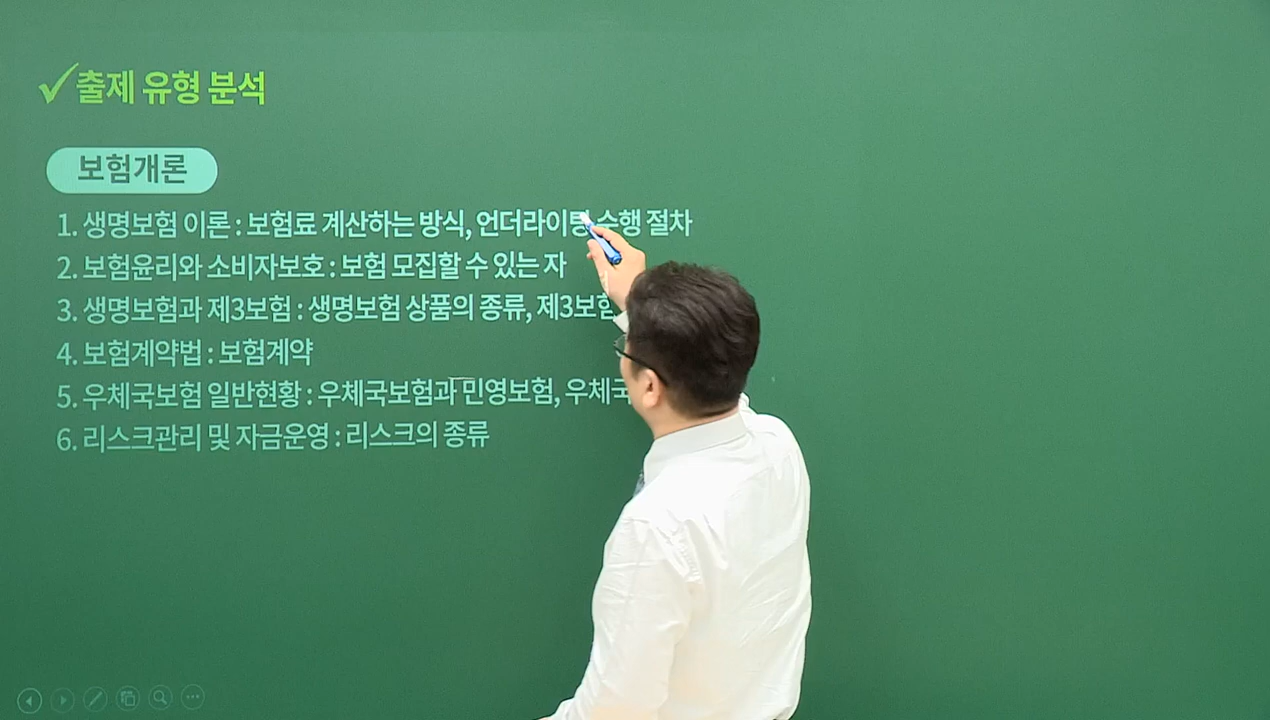 출제 유형 분석
보험개론
1. 생명보험 이론 : 보험료 계산하는 방식, 언더라이팅 수행 절차
2. 보험윤리와 소비자보호 : 보험 모집할 수 있는 자
3. 생명보험과 제3보험 : 생명보험 상품의 종류, 제3보험
4. 보험계약법 : 보험계약
5. 우체국보험 일반현황 : 우체국보험과 민영보험, 우체국
6. 리스크관리 및 자금운영 : 리스크의 종류